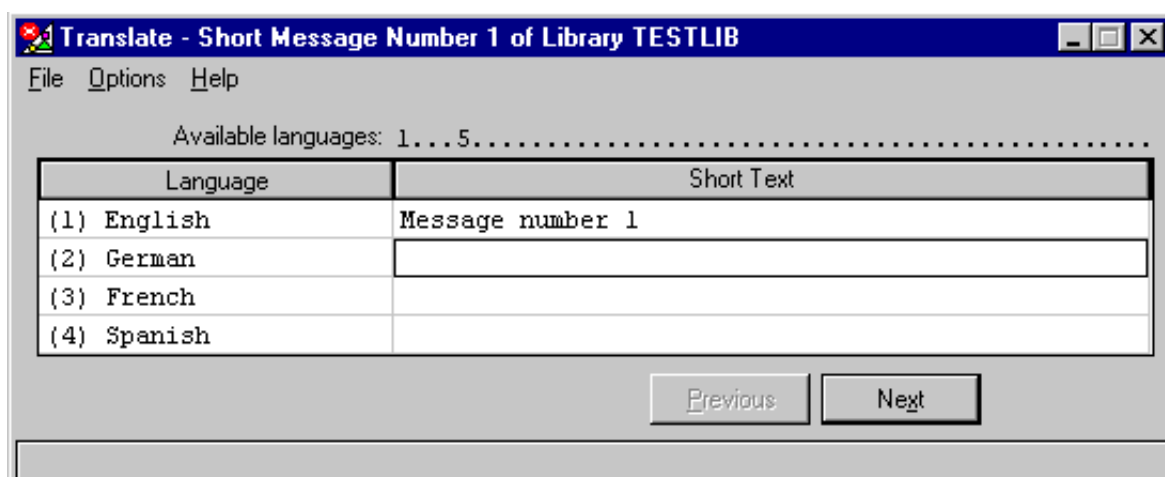 Translate - Short Message Number 1 of Library TESTLIB
File Options Help
Available languages: 1...5..............................................
Language Short Text
(1) English Message number 1
(2) German
(3) French
(4) Spanish
Previous Next